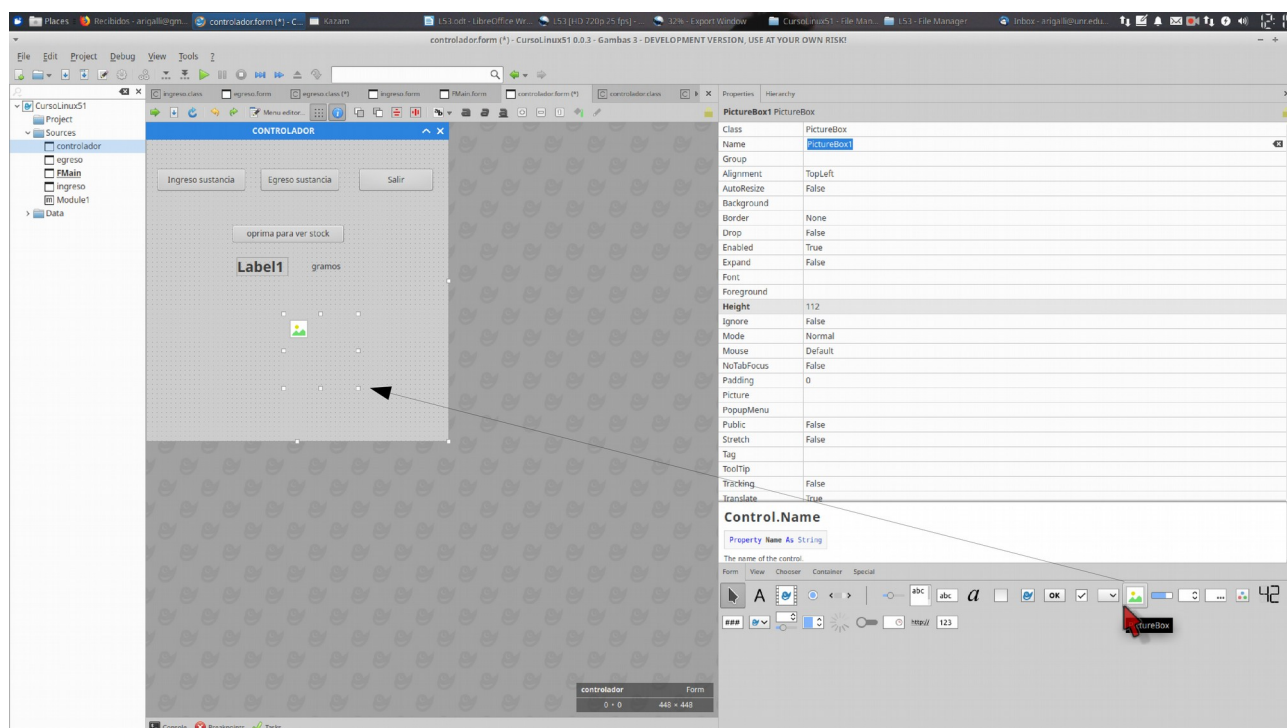 Places
Recibidos - arigalli@gm...
controlador.form (*) - C...
Kazam
L53.odt - LibreOffice Wr...
L53 [HD 720p 25 fps] - ...
32% - Export Window
CursoLinux51 - File Man...
L53 - File Manager
Inbox - arigalli@unr.edu...
controlador.form (*) - CursoLinux51 0.0.3 - Gambas 3 - DEVELOPMENT VERSION, USE AT YOUR OWN RISK!
File Edit Project Debug View Tools ?
ingreso.class
egreso.form
egreso.class (*)
ingreso.form
FMain.form
controlador.form (*)
controlador.class
Menu editor...
CursoLinux51
Project
Sources
controlador
egreso
FMain
ingreso
Module1
Data
CONTROLADOR
Ingreso sustancia
Egreso sustancia
Salir
oprima para ver stock
Label1
gramos
controlador Form
0 - 0 448 × 448
Console Breakpoints Tasks
Properties Hierarchy
PictureBox1 PictureBox
Class PictureBox
Name PictureBox1
Group
Alignment TopLeft
AutoResize False
Background
Border None
Drop False
Enabled True
Expand False
Font
Foreground
Height 112
Ignore False
Mode Normal
Mouse Default
NoTabFocus False
Padding 0
Picture
PopupMenu
Public False
Stretch False
Tag
ToolTip
Tracking False
Translate True
Control.Name
Property Name As String
The name of the control.
Form View Chooser Container Special
A
abc
abc
a
OK
...
42
###
http://
123